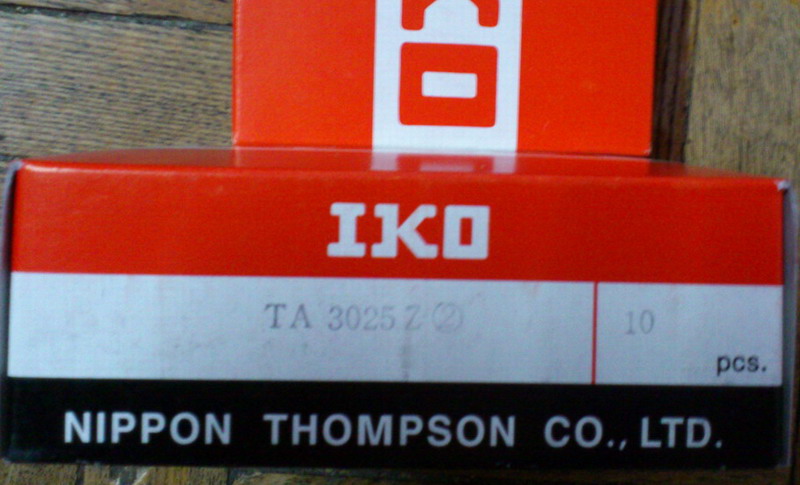 IKO
TA 3025 Z (2) 10
pcs.
NIPPON THOMPSON CO., LTD.